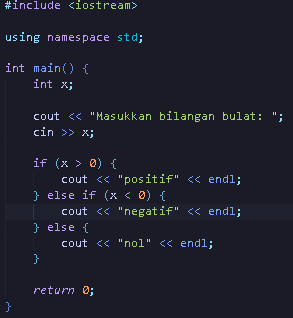 #include <iostream>

using namespace std;

int main() {
    int x;

    cout << "Masukkan bilangan bulat: ";
    cin >> x;

    if (x > 0) {
        cout << "positif" << endl;
    } else if (x < 0) {
        cout << "negatif" << endl;
    } else {
        cout << "nol" << endl;
    }

    return 0;
}